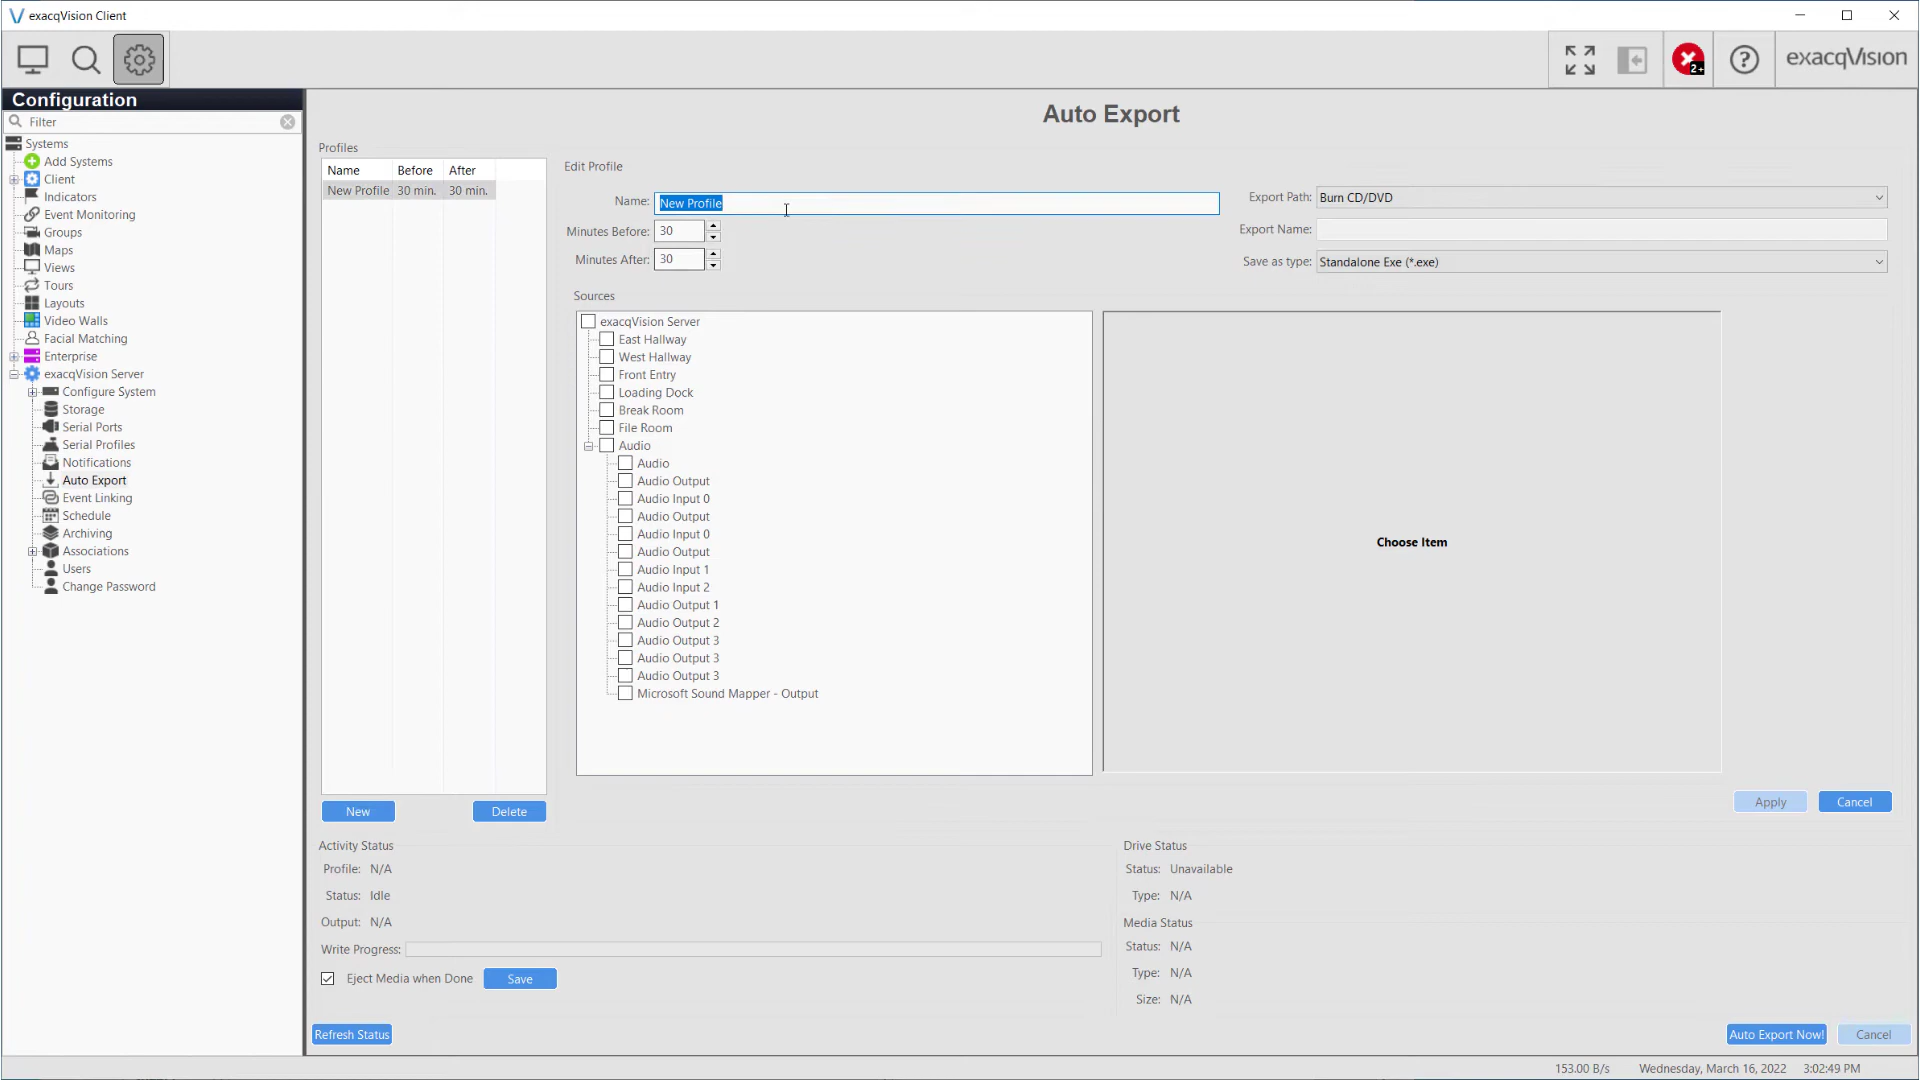 exacqVision Client
2+
?
exacqVision
Configuration
Filter
Systems
Add Systems
Client
Indicators
Event Monitoring
Groups
Maps
Views
Tours
Layouts
Video Walls
Facial Matching
Enterprise
exacqVision Server
Configure System
Storage
Serial Ports
Serial Profiles
Notifications
Auto Export
Event Linking
Schedule
Archiving
Associations
Users
Change Password
Auto Export
Profiles
Name Before After
New Profile 30 min. 30 min.
New Delete
Edit Profile
Name: New Profile
Minutes Before: 30
Minutes After: 30
Export Path: Burn CD/DVD
Export Name:
Save as type: Standalone Exe (*.exe)
Sources
exacqVision Server
East Hallway
West Hallway
Front Entry
Loading Dock
Break Room
File Room
Audio
Audio
Audio Output
Audio Input 0
Audio Output
Audio Input 0
Audio Output
Audio Input 1
Audio Input 2
Audio Output 1
Audio Output 2
Audio Output 3
Audio Output 3
Audio Output 3
Microsoft Sound Mapper - Output
Choose Item
Apply Cancel
Activity Status
Profile: N/A
Status: Idle
Output: N/A
Write Progress:
Eject Media when Done Save
Drive Status
Status: Unavailable
Type: N/A
Media Status
Status: N/A
Type: N/A
Size: N/A
Refresh Status
Auto Export Now! Cancel
153.00 B/s Wednesday, March 16, 2022 3:02:49 PM